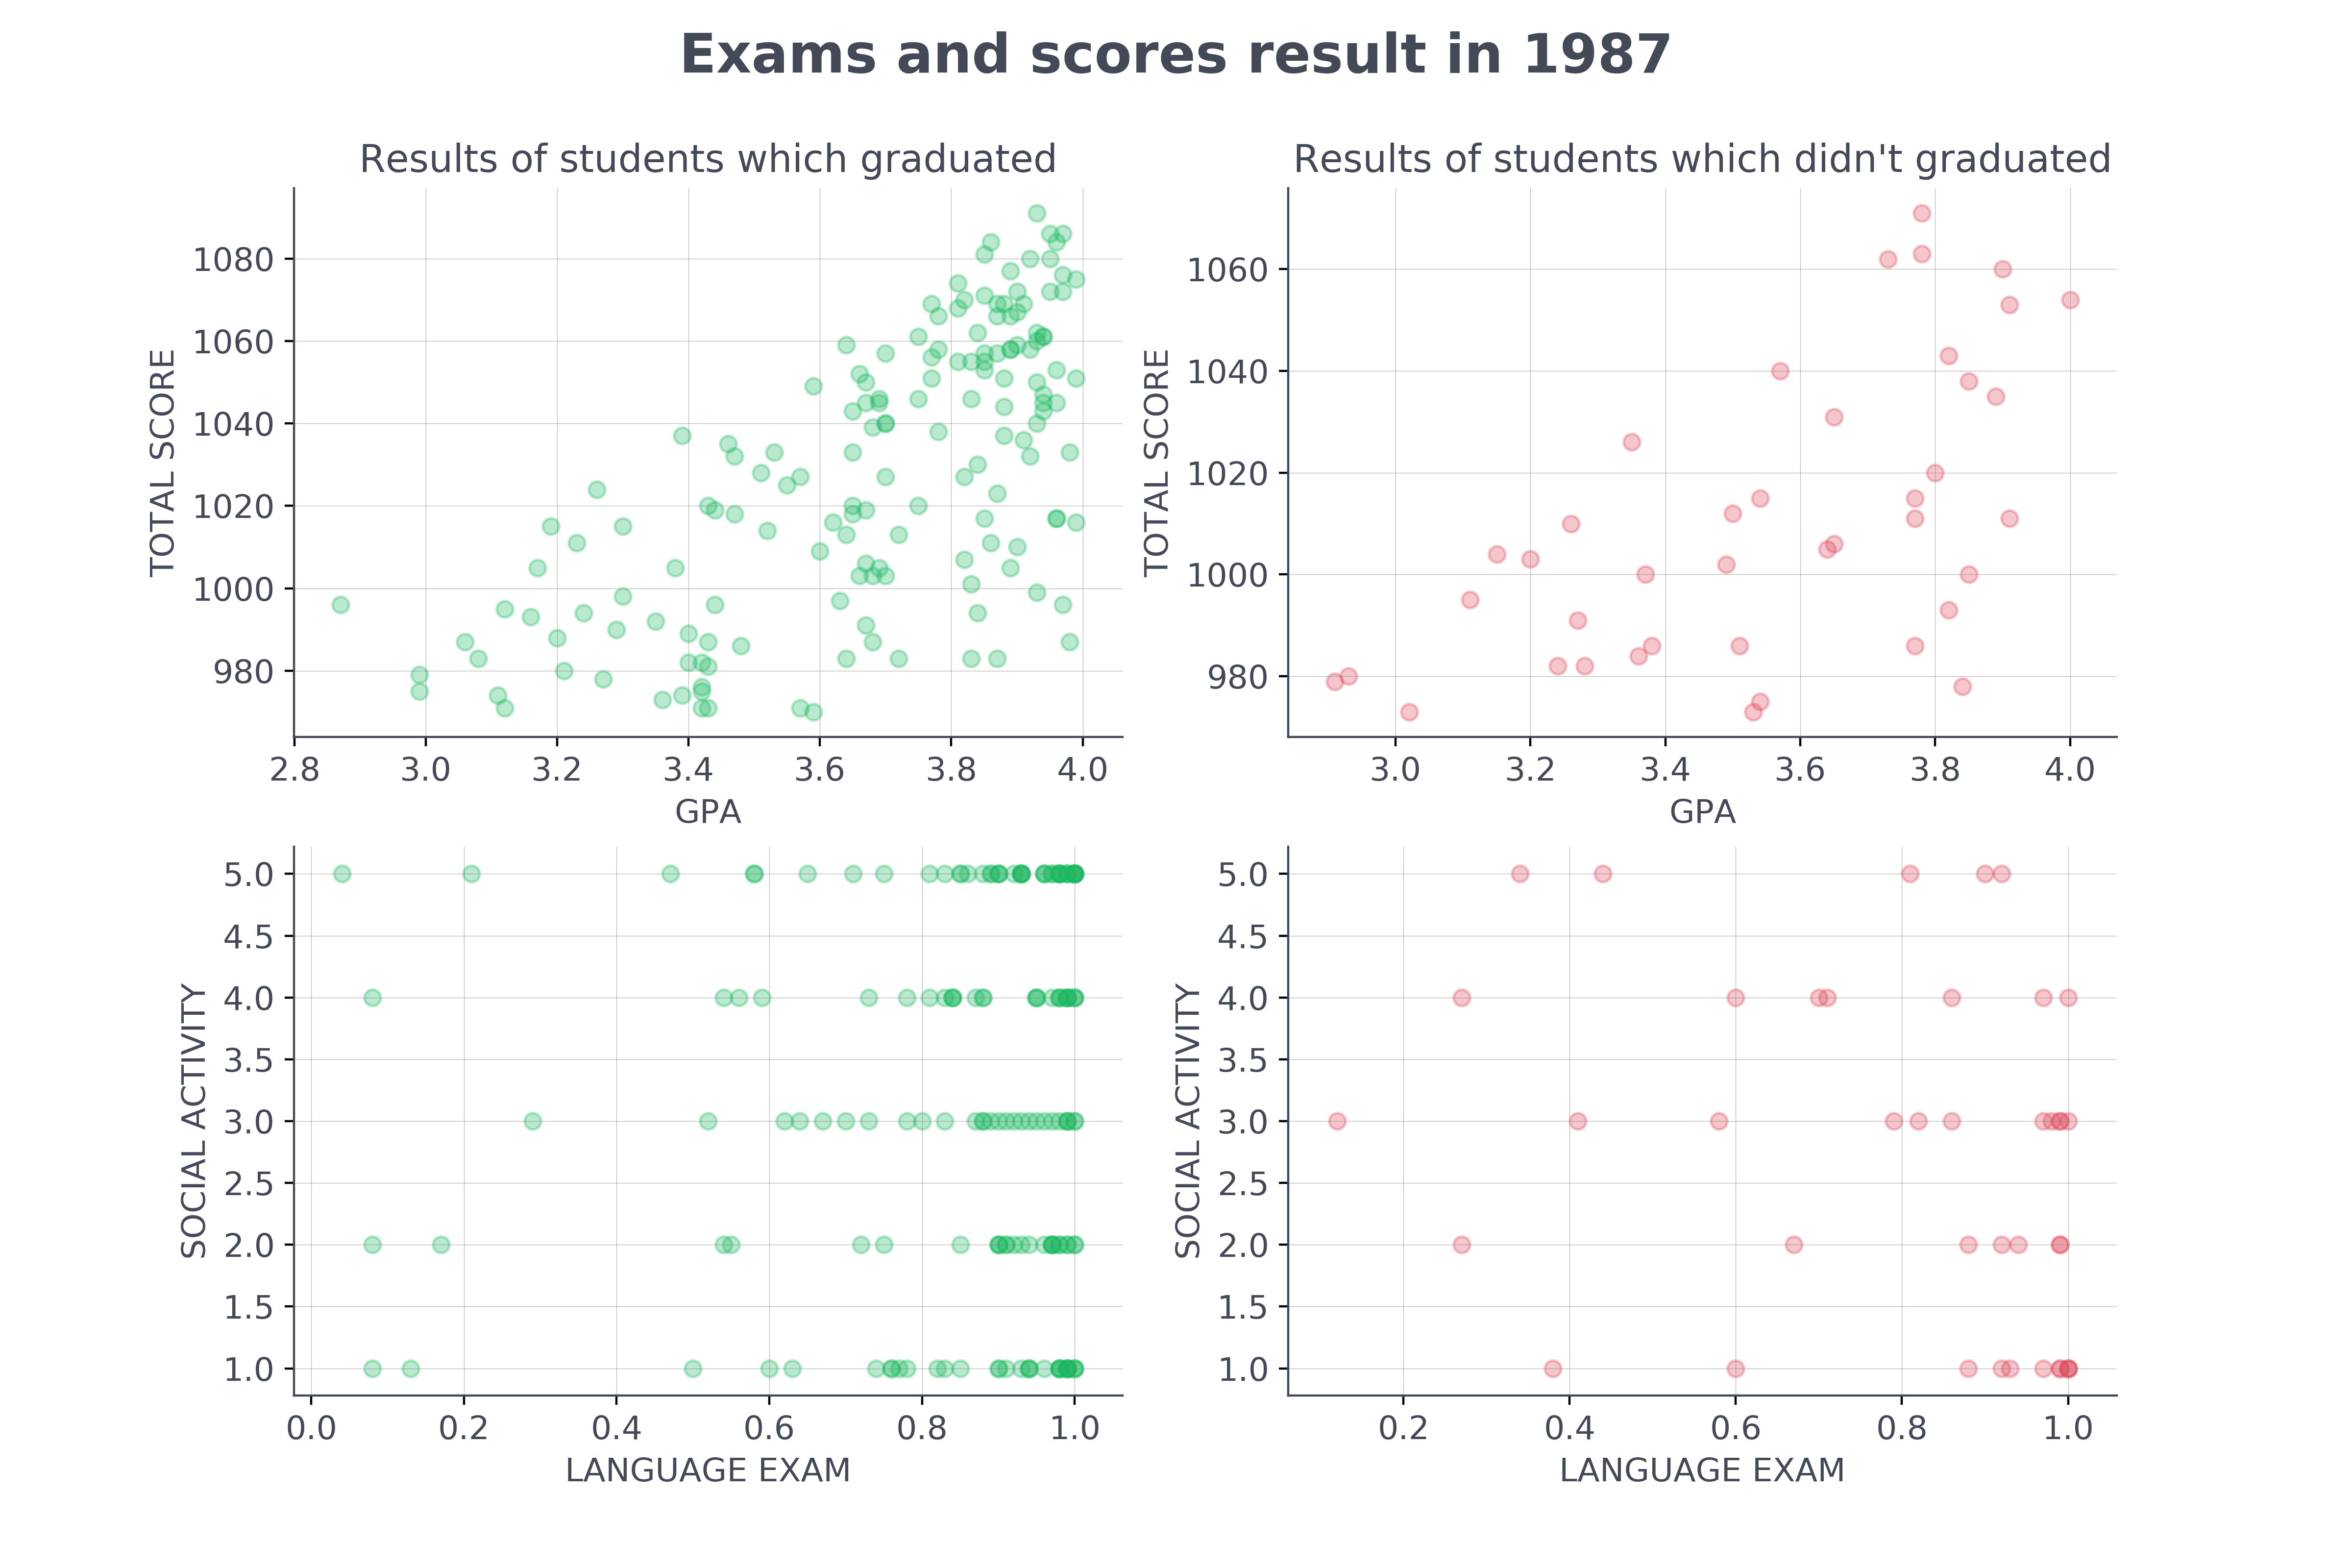 Exams and scores result in 1987
Results of students which graduated
TOTAL SCORE
1080
1060
1040
1020
1000
980
2.8 3.0 3.2 3.4 3.6 3.8 4.0
GPA
Results of students which didn't graduated
TOTAL SCORE
1060
1040
1020
1000
980
3.0 3.2 3.4 3.6 3.8 4.0
GPA
SOCIAL ACTIVITY
5.0
4.5
4.0
3.5
3.0
2.5
2.0
1.5
1.0
0.0 0.2 0.4 0.6 0.8 1.0
LANGUAGE EXAM
SOCIAL ACTIVITY
5.0
4.5
4.0
3.5
3.0
2.5
2.0
1.5
1.0
0.2 0.4 0.6 0.8 1.0
LANGUAGE EXAM